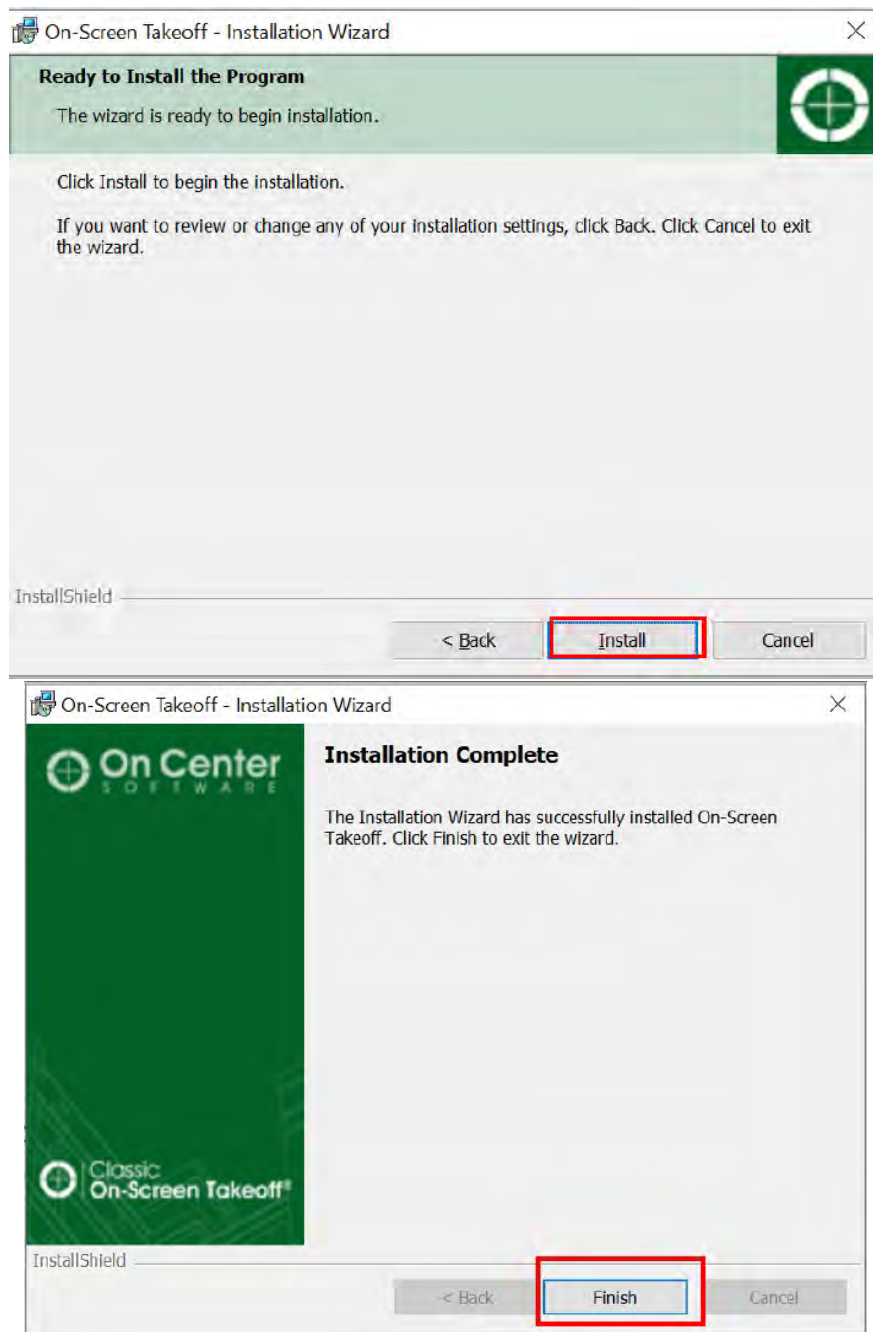 On-Screen Takeoff - Installation Wizard
Ready to Install the Program
The wizard is ready to begin installation.
Click Install to begin the installation.
If you want to review or change any of your installation settings, click Back. Click Cancel to exit
the wizard.
InstallShield
< Back
Install
Cancel
On-Screen Takeoff - Installation Wizard
On Center
SOFTWARE
Installation Complete
The Installation Wizard has successfully installed On-Screen
Takeoff. Click Finish to exit the wizard.
Classic
On-Screen Takeoff®
InstallShield
< Back
Finish
Cancel